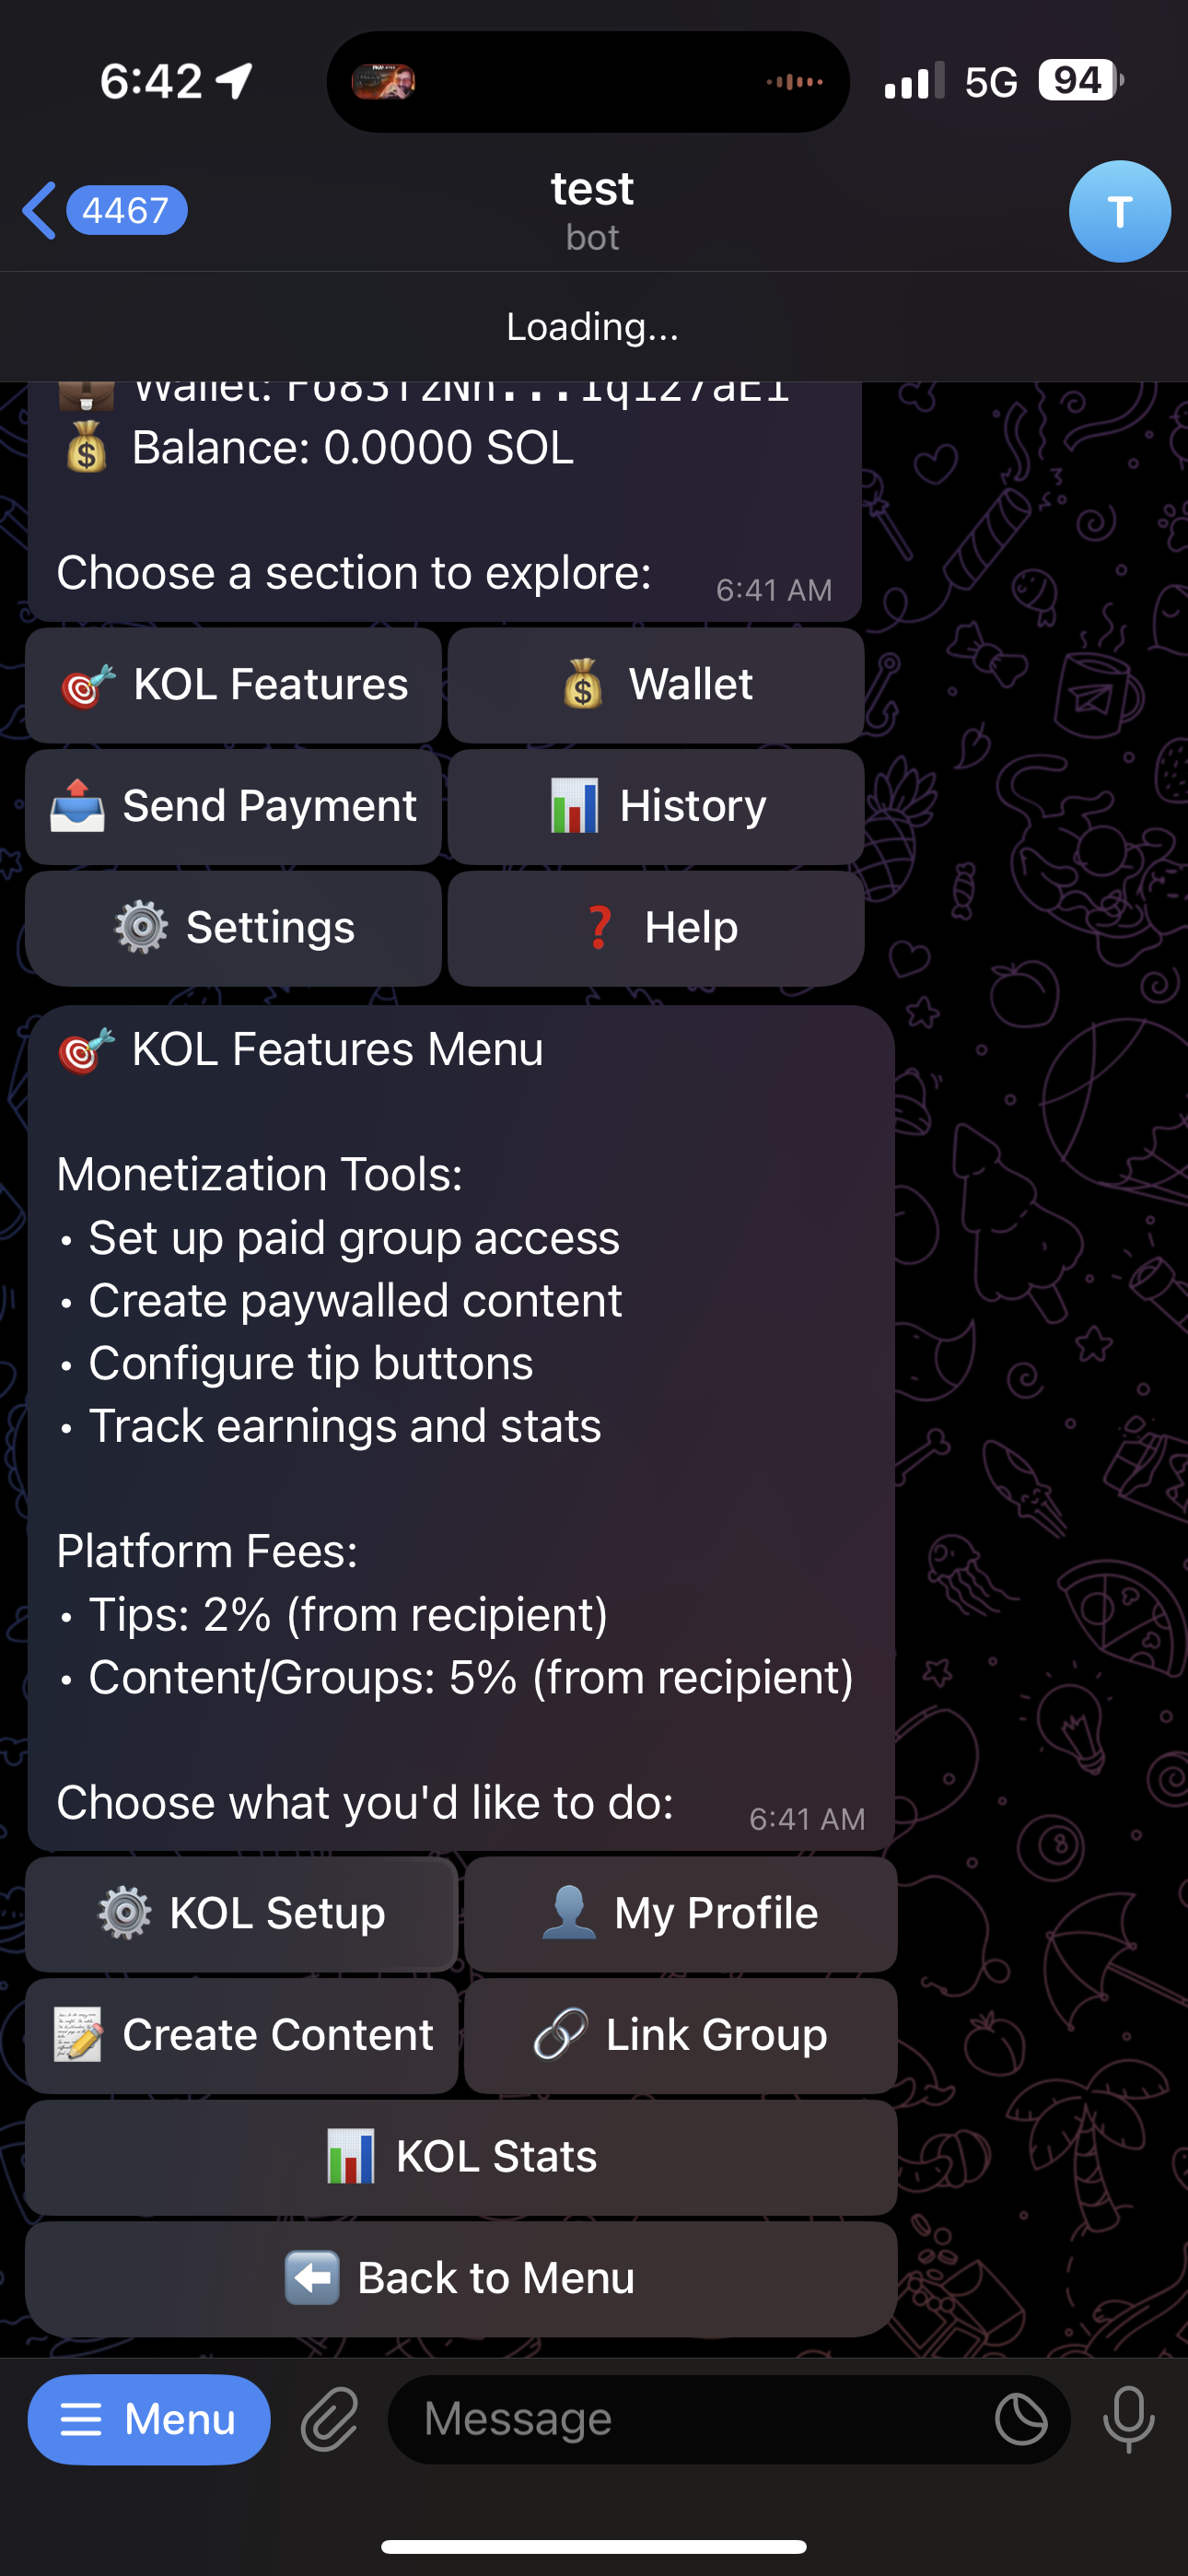 6:42
5G
94
4467
test
bot
T
Loading...
Wallet:
Balance: 0.0000 SOL
Choose a section to explore:
6:41 AM
KOL Features
Wallet
Send Payment
History
Settings
Help
KOL Features Menu
Monetization Tools:
• Set up paid group access
• Create paywalled content
• Configure tip buttons
• Track earnings and stats
Platform Fees:
• Tips: 2% (from recipient)
• Content/Groups: 5% (from recipient)
Choose what you'd like to do:
6:41 AM
KOL Setup
My Profile
Create Content
Link Group
KOL Stats
Back to Menu
Menu
Message